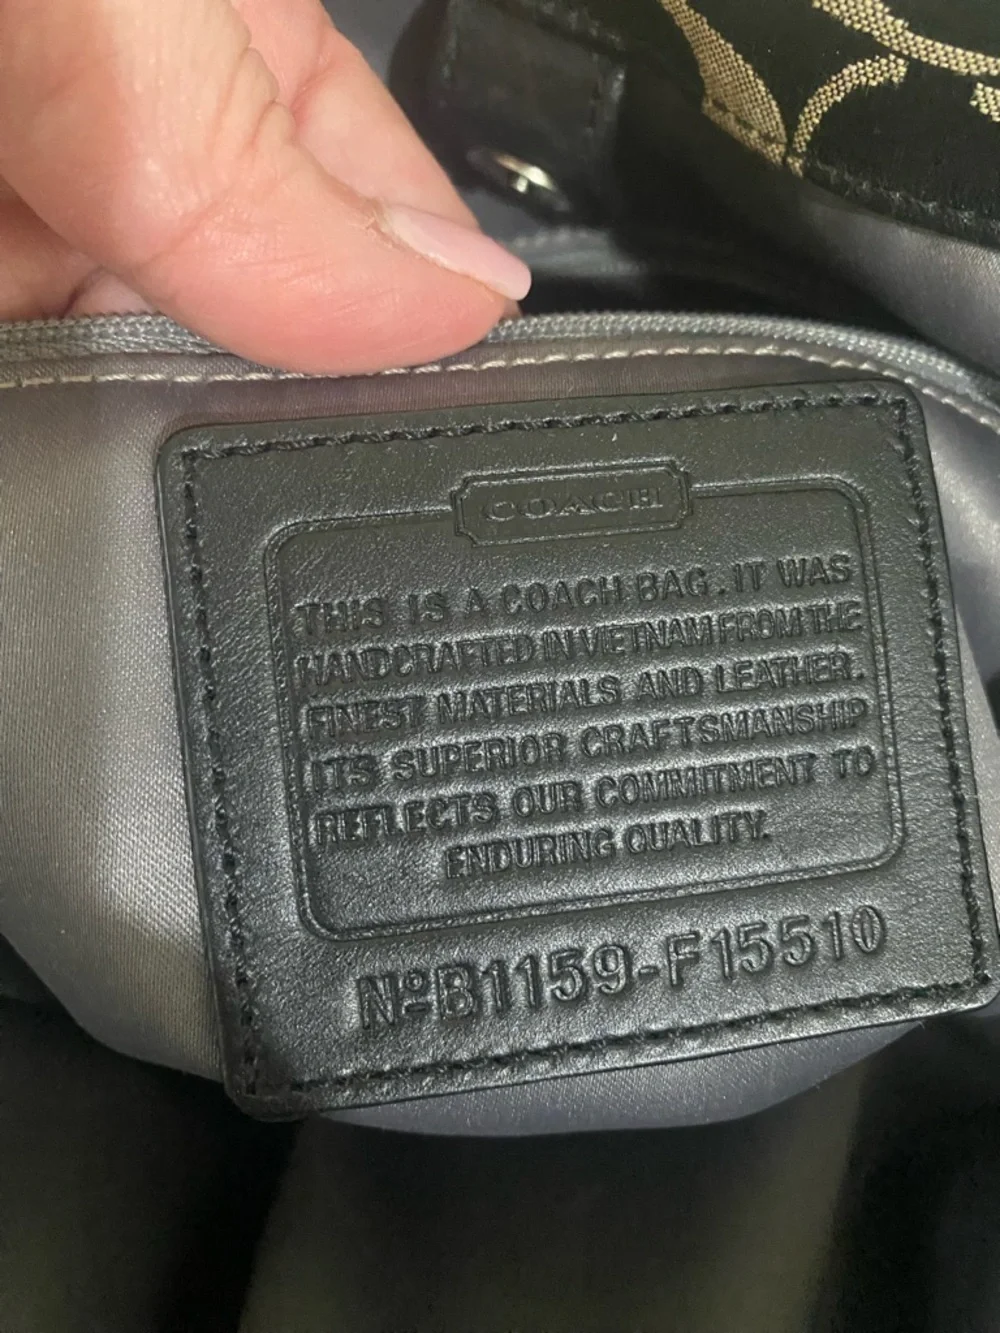 COACH
THIS IS A COACH BAG. IT WAS
HANDCRAFTED IN VIETNAM FROM THE
FINEST MATERIALS AND LEATHER.
ITS SUPERIOR CRAFTSMANSHIP
REFLECTS OUR COMMITMENT TO
ENDURING QUALITY.
NºB1159-F15510